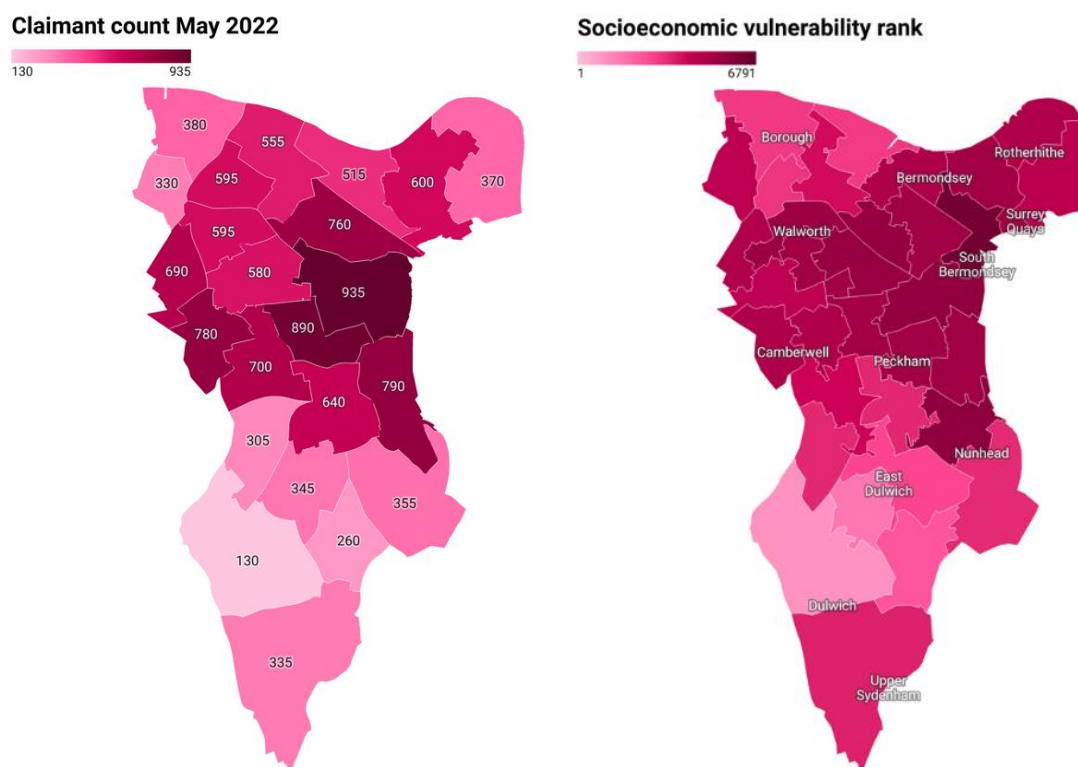 Claimant count May 2022
130 935
380
555
595
515
600
370
330
760
595
690
580
935
780
890
700
790
640
305
345
355
260
130
335
Socioeconomic vulnerability rank
1 6791
Borough
Rotherhithe
Bermondsey
Surrey
Quays
Walworth
South
Bermondsey
Camberwell
Peckham
Nunhead
East
Dulwich
Dulwich
Upper
Sydenham